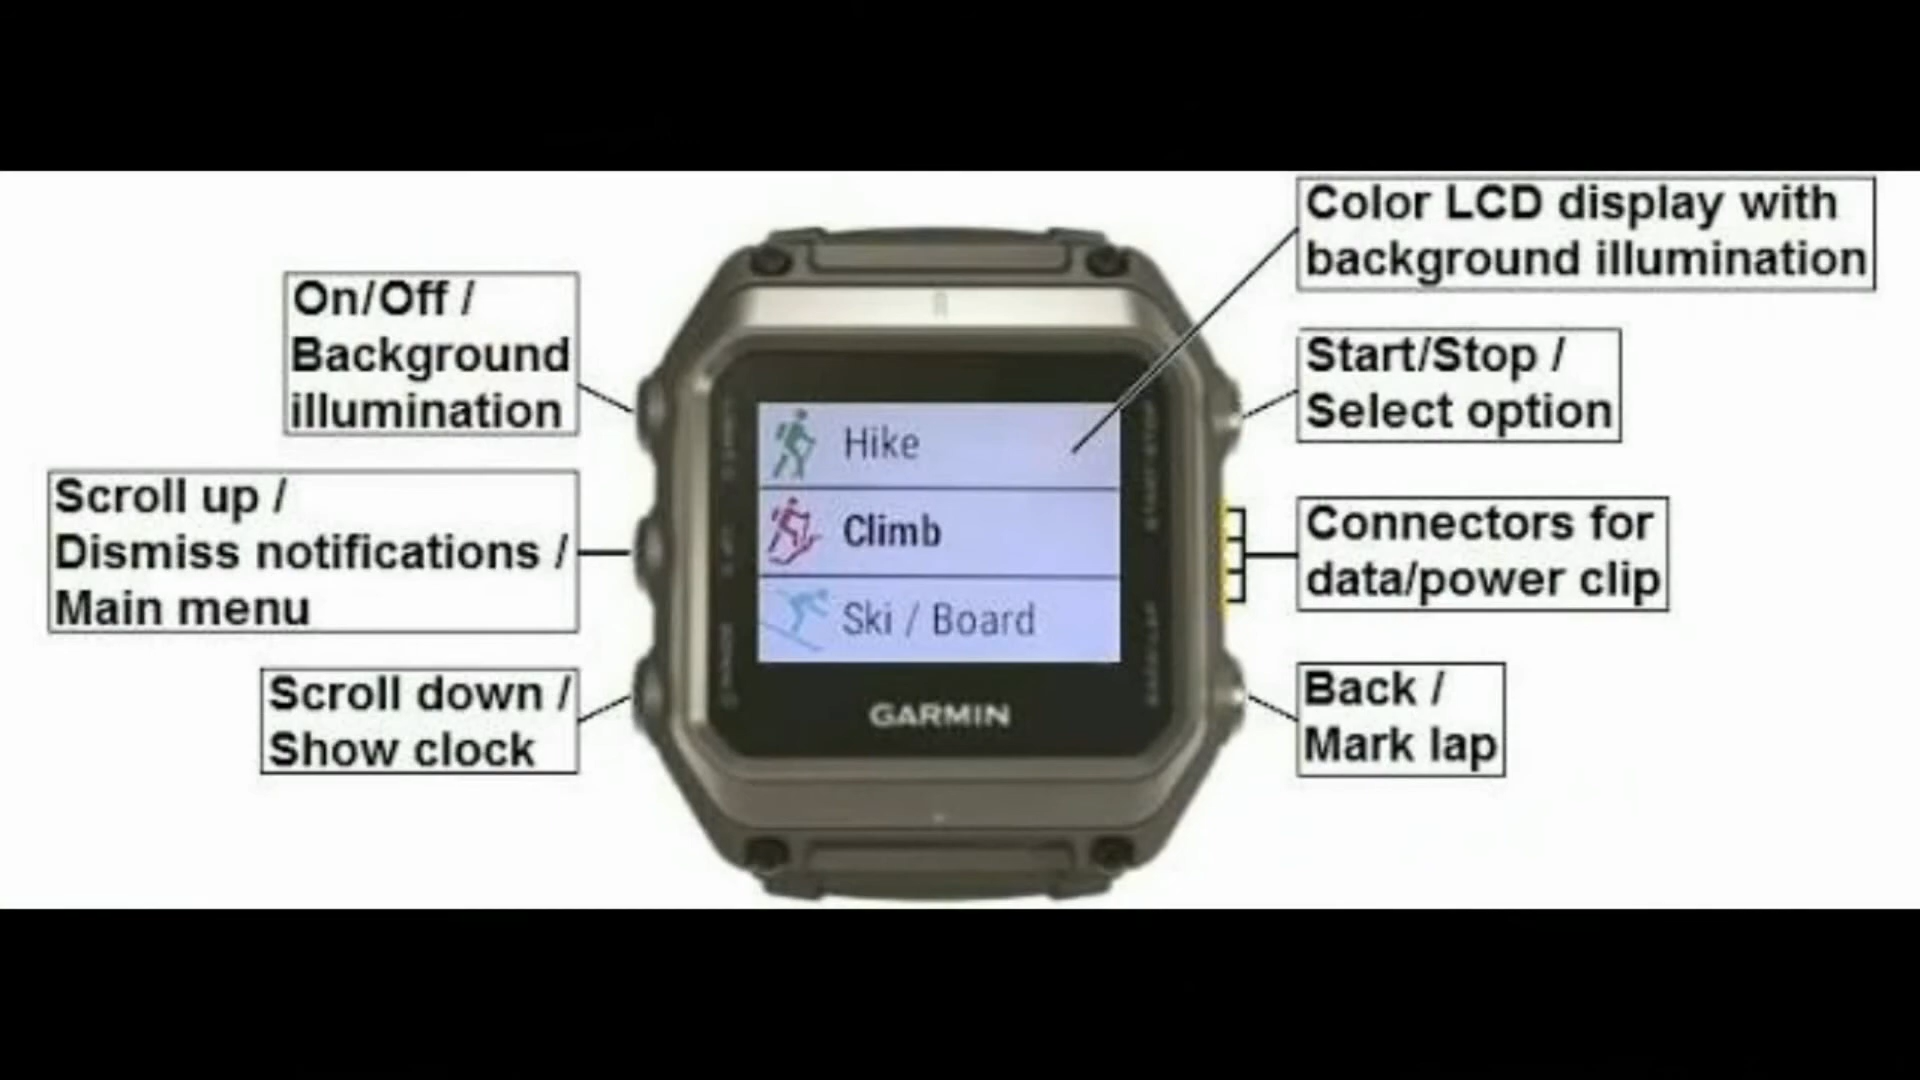 Color LCD display with
background illumination
On/Off /
Background
illumination
Start/Stop /
Select option
Scroll up /
Dismiss notifications /
Main menu
Connectors for
data/power clip
Scroll down /
Show clock
Back /
Mark lap
Hike
Climb
Ski / Board
GARMIN